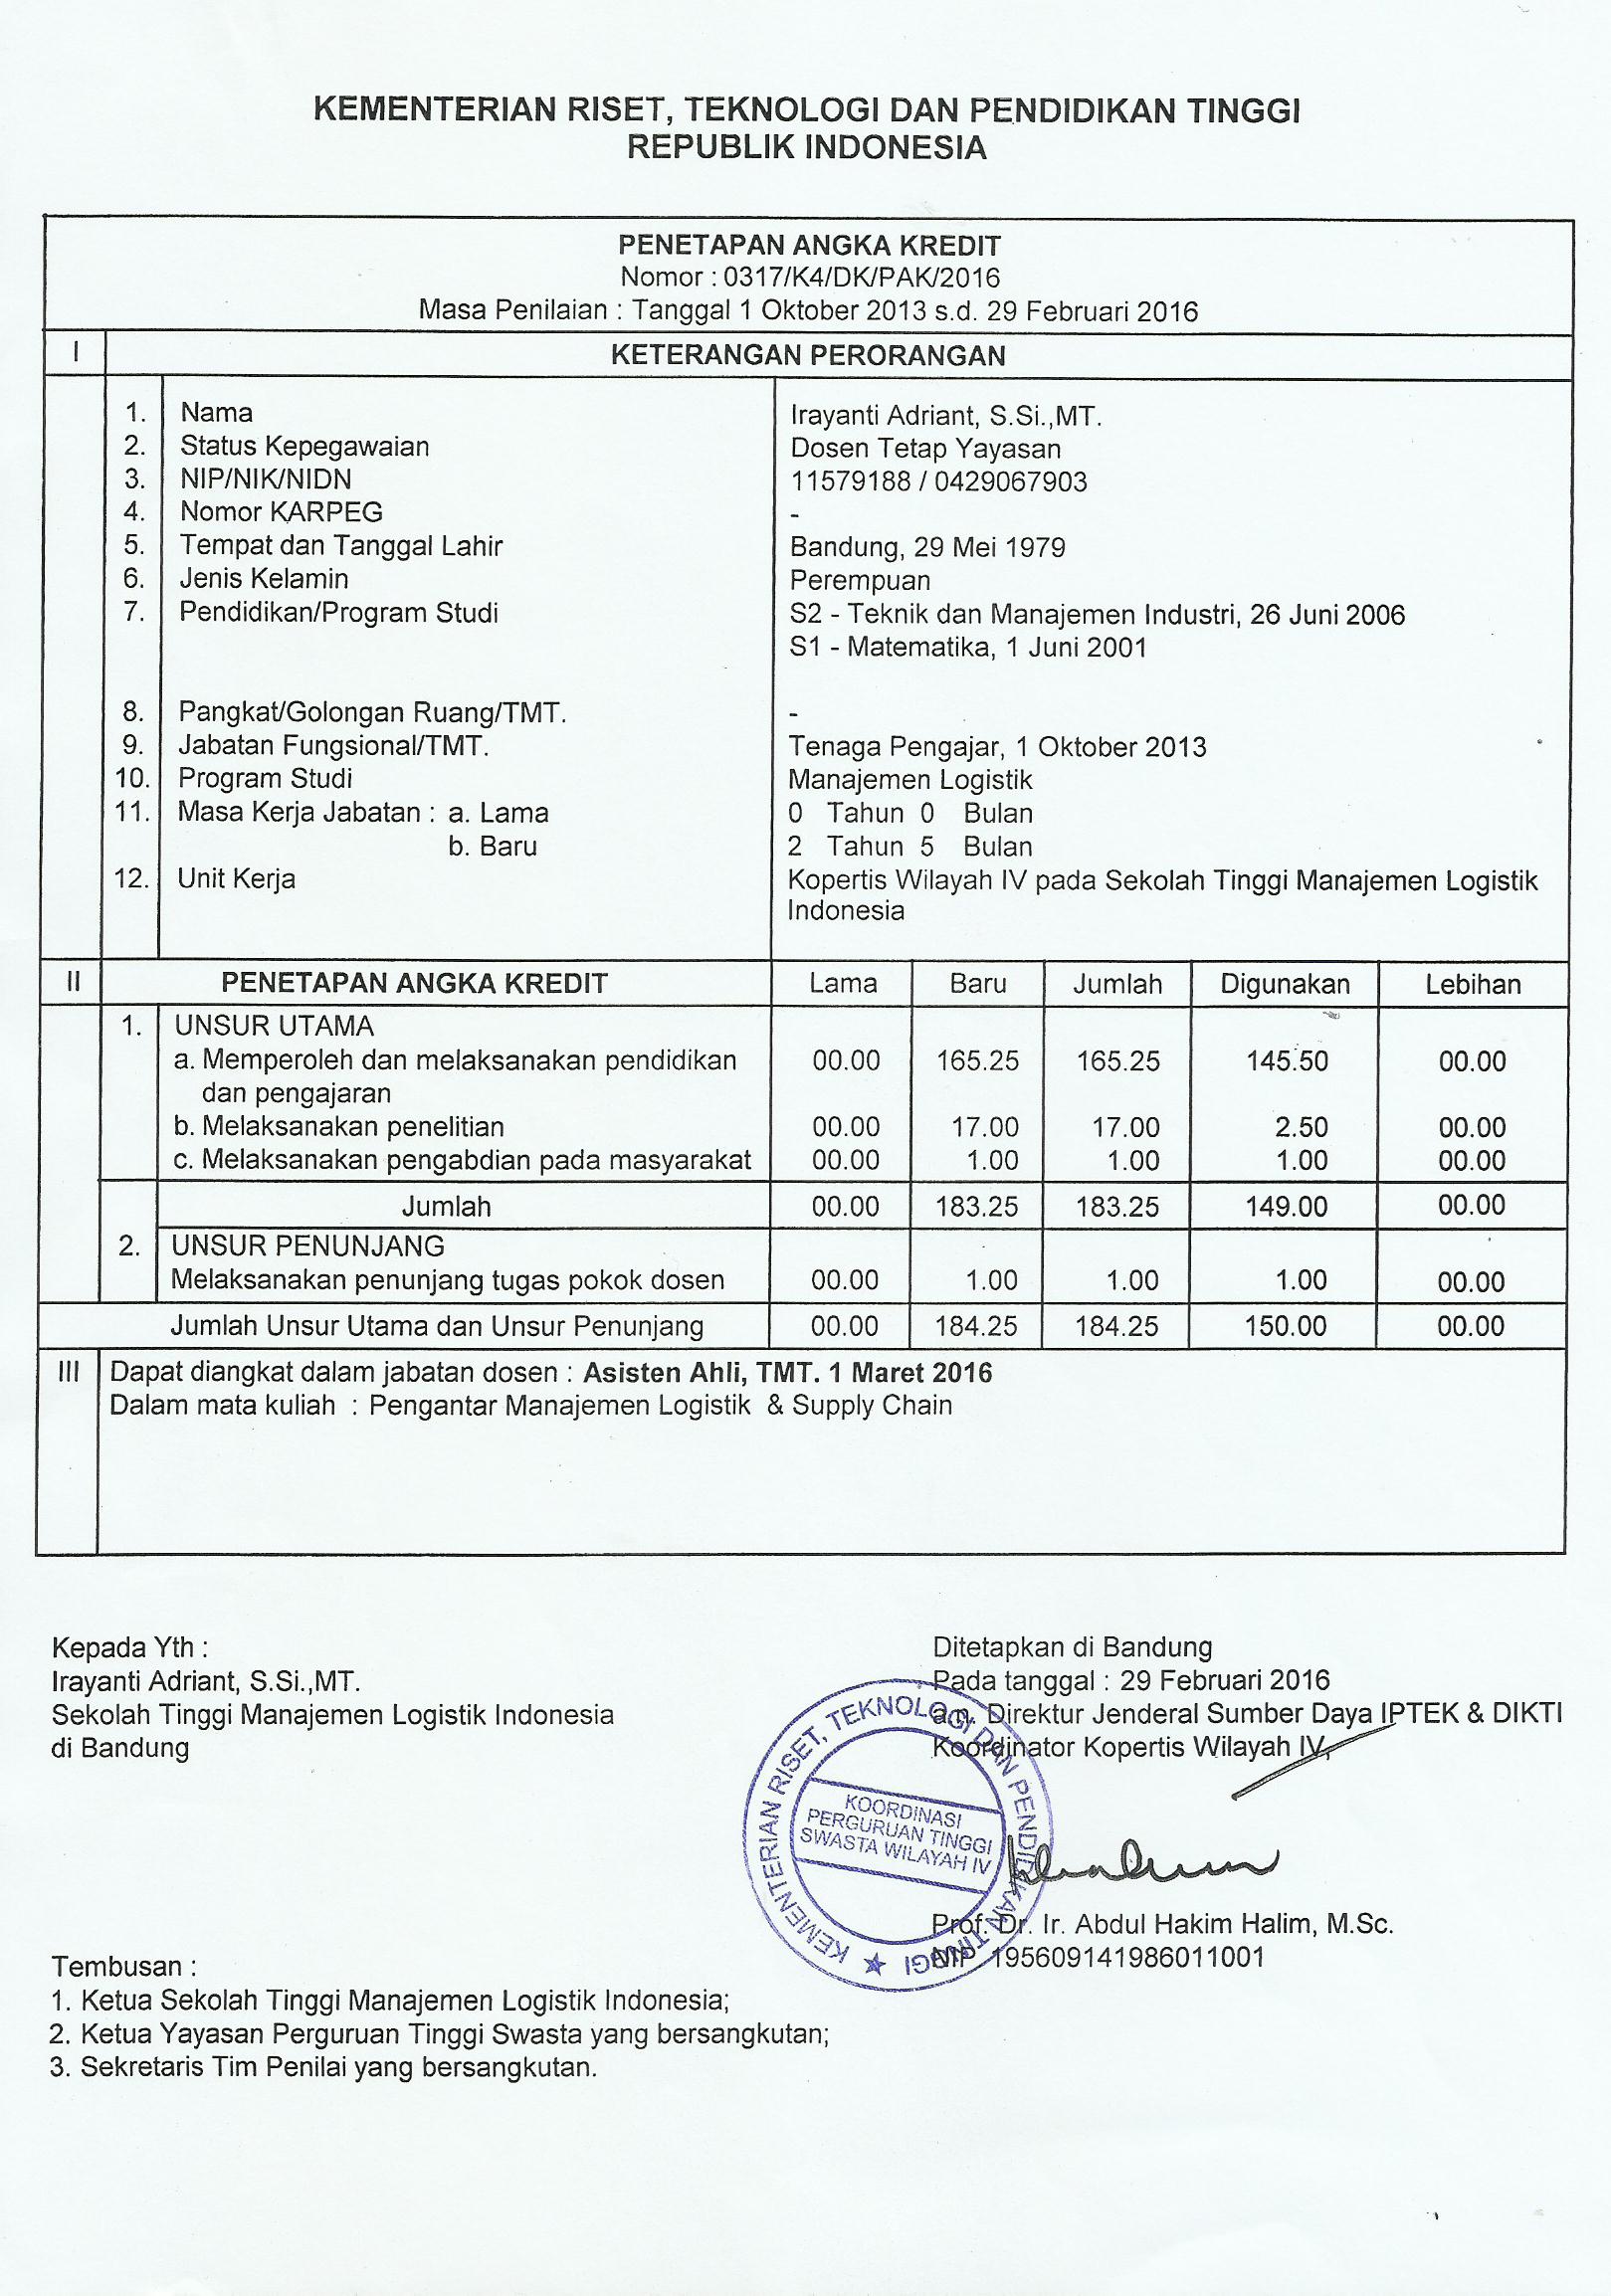 KEMENTERIAN RISET, TEKNOLOGI DAN PENDIDIKAN TINGGI
REPUBLIK INDONESIA
PENETAPAN ANGKA KREDIT
Nomor : 0317/K4/DK/PAK/2016
Masa Penilaian : Tanggal 1 Oktober 2013 s.d. 29 Februari 2016
I KETERANGAN PERORANGAN
1. Nama Irayanti Adriant, S.Si.,MT.
2. Status Kepegawaian Dosen Tetap Yayasan
3. NIP/NIK/NIDN 11579188 / 0429067903
4. Nomor KARPEG -
5. Tempat dan Tanggal Lahir Bandung, 29 Mei 1979
6. Jenis Kelamin Perempuan
7. Pendidikan/Program Studi S2 - Teknik dan Manajemen Industri, 26 Juni 2006
S1 - Matematika, 1 Juni 2001
8. Pangkat/Golongan Ruang/TMT. -
9. Jabatan Fungsional/TMT. Tenaga Pengajar, 1 Oktober 2013
10. Program Studi Manajemen Logistik
11. Masa Kerja Jabatan : a. Lama 0 Tahun 0 Bulan
b. Baru 2 Tahun 5 Bulan
12. Unit Kerja Kopertis Wilayah IV pada Sekolah Tinggi Manajemen Logistik
Indonesia
II PENETAPAN ANGKA KREDIT Lama Baru Jumlah Digunakan Lebihan
1. UNSUR UTAMA
a. Memperoleh dan melaksanakan pendidikan 00.00 165.25 165.25 145.50 00.00
dan pengajaran
b. Melaksanakan penelitian 00.00 17.00 17.00 2.50 00.00
c. Melaksanakan pengabdian pada masyarakat 00.00 1.00 1.00 1.00 00.00
Jumlah 00.00 183.25 183.25 149.00 00.00
2. UNSUR PENUNJANG
Melaksanakan penunjang tugas pokok dosen 00.00 1.00 1.00 1.00 00.00
Jumlah Unsur Utama dan Unsur Penunjang 00.00 184.25 184.25 150.00 00.00
III Dapat diangkat dalam jabatan dosen : Asisten Ahli, TMT. 1 Maret 2016
Dalam mata kuliah : Pengantar Manajemen Logistik & Supply Chain
Kepada Yth :
Irayanti Adriant, S.Si.,MT.
Sekolah Tinggi Manajemen Logistik Indonesia
di Bandung
Ditetapkan di Bandung
Pada tanggal : 29 Februari 2016
a.n. Direktur Jenderal Sumber Daya IPTEK & DIKTI
Koordinator Kopertis Wilayah IV,
KEMENTERIAN RISET, TEKNOLOGI DAN PENDIDIKAN TINGGI
KOORDINASI
PERGURUAN TINGGI
SWASTA WILAYAH IV
Prof. Dr. Ir. Abdul Hakim Halim, M.Sc.
NIP. 195609141986011001
Tembusan :
1. Ketua Sekolah Tinggi Manajemen Logistik Indonesia;
2. Ketua Yayasan Perguruan Tinggi Swasta yang bersangkutan;
3. Sekretaris Tim Penilai yang bersangkutan.